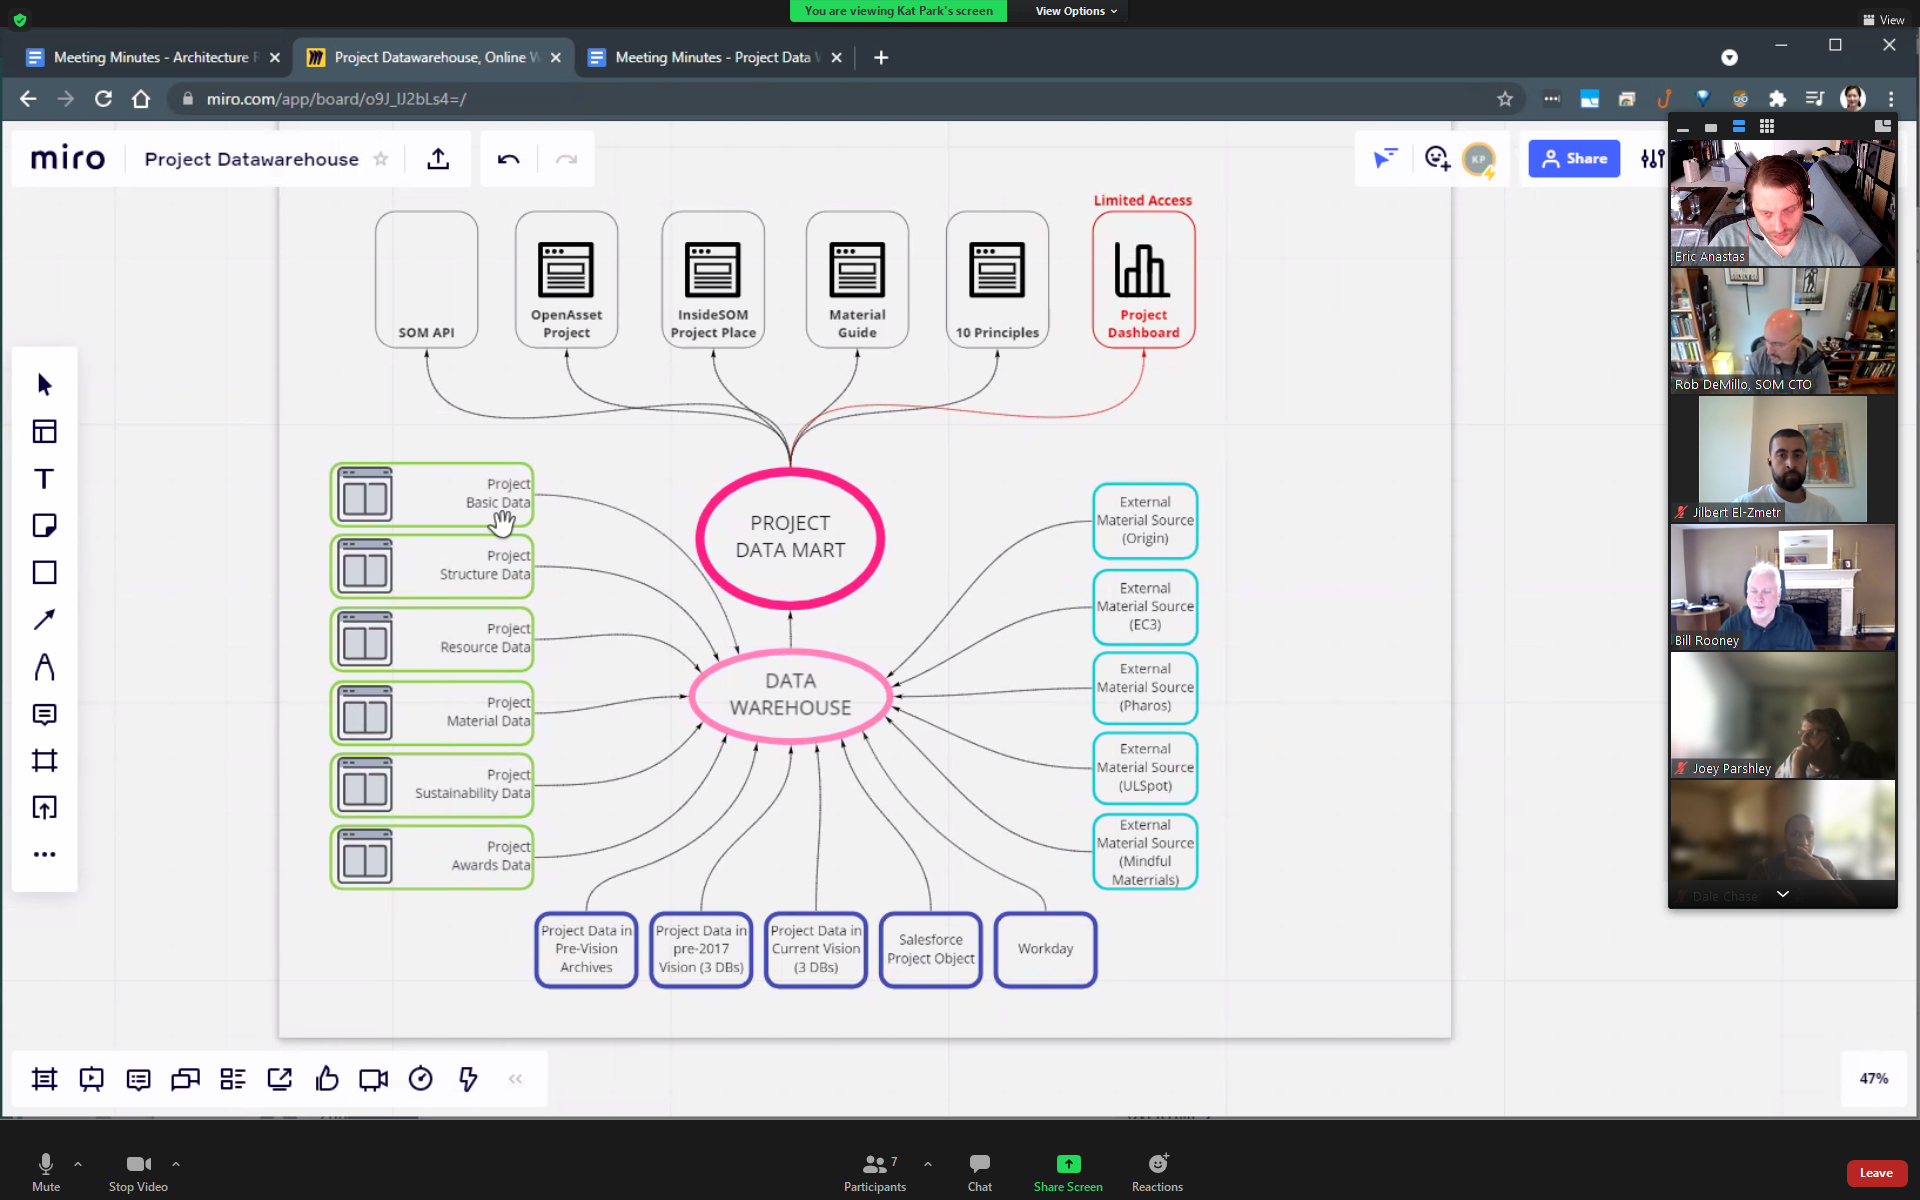 You are viewing Kat Park's screen
View Options
View
Meeting Minutes - Architecture
Project Datawarehouse, Online
Meeting Minutes - Project Data
miro.com/app/board/o9J_lJ2bLs4=/
miro
Project Datawarehouse
KP
Share
Limited Access
SOM API
OpenAsset
Project
InsideSOM
Project Place
Material
Guide
10 Principles
Project
Dashboard
Project
Basic Data
Project
Structure Data
Project
Resource Data
Project
Material Data
Project
Sustainability Data
Project
Awards Data
PROJECT
DATA MART
DATA
WAREHOUSE
External
Material Source
(Origin)
External
Material Source
(EC3)
External
Material Source
(Pharos)
External
Material Source
(ULSpot)
External
Material Source
(Mindful
Materrials)
Project Data in
Pre-Vision
Archives
Project Data in
pre-2017
Vision (3 DBs)
Project Data in
Current Vision
(3 DBs)
Salesforce
Project Object
Workday
Eric Anastas
Rob DeMillo, SOM CTO
Jilbert El-Zmetr
Bill Rooney
Joey Parshley
Dale Chase
47%
Mute
Stop Video
7
Participants
Chat
Share Screen
Reactions
Leave